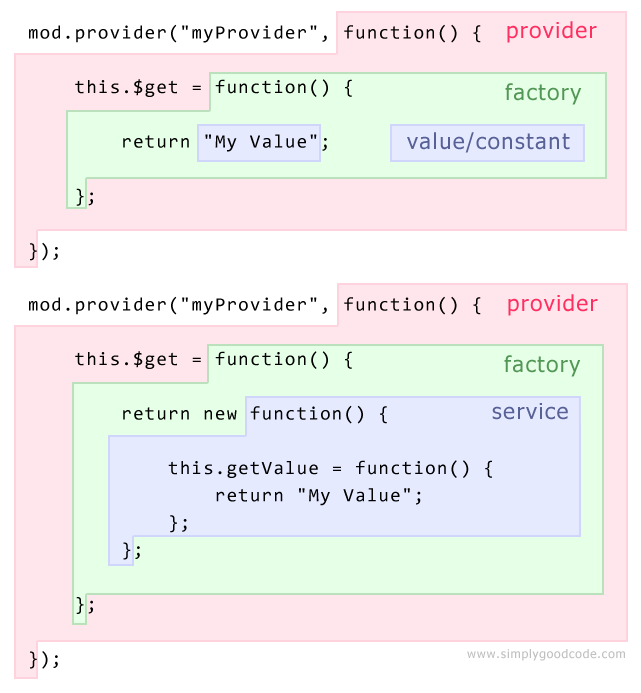 mod.provider("myProvider", function() { provider
this.$get = function() { factory
return "My Value"; value/constant
};
});
mod.provider("myProvider", function() { provider
this.$get = function() { factory
return new function() { service
this.getValue = function() {
return "My Value";
};
};
};
});
www.simplygoodcode.com